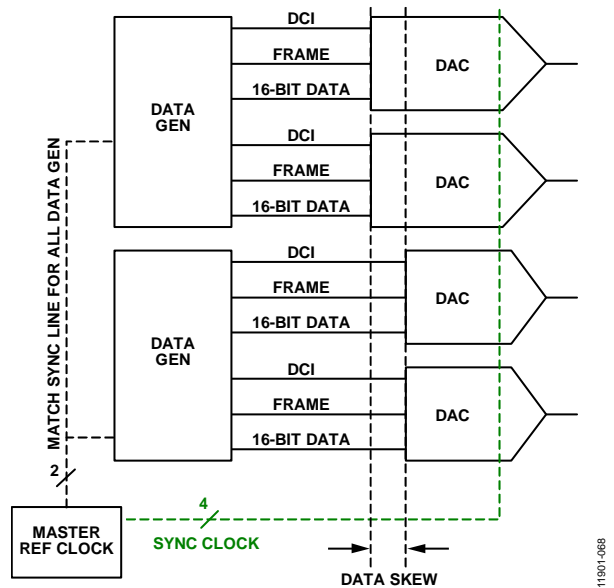 DCI
FRAME
16-BIT DATA
DAC
DATA
GEN
DCI
FRAME
16-BIT DATA
DAC
DCI
FRAME
16-BIT DATA
DAC
DATA
GEN
DCI
FRAME
16-BIT DATA
DAC
MATCH SYNC LINE FOR ALL DATA GEN
2
MASTER
REF CLOCK
4
SYNC CLOCK
DATA SKEW
11901-068